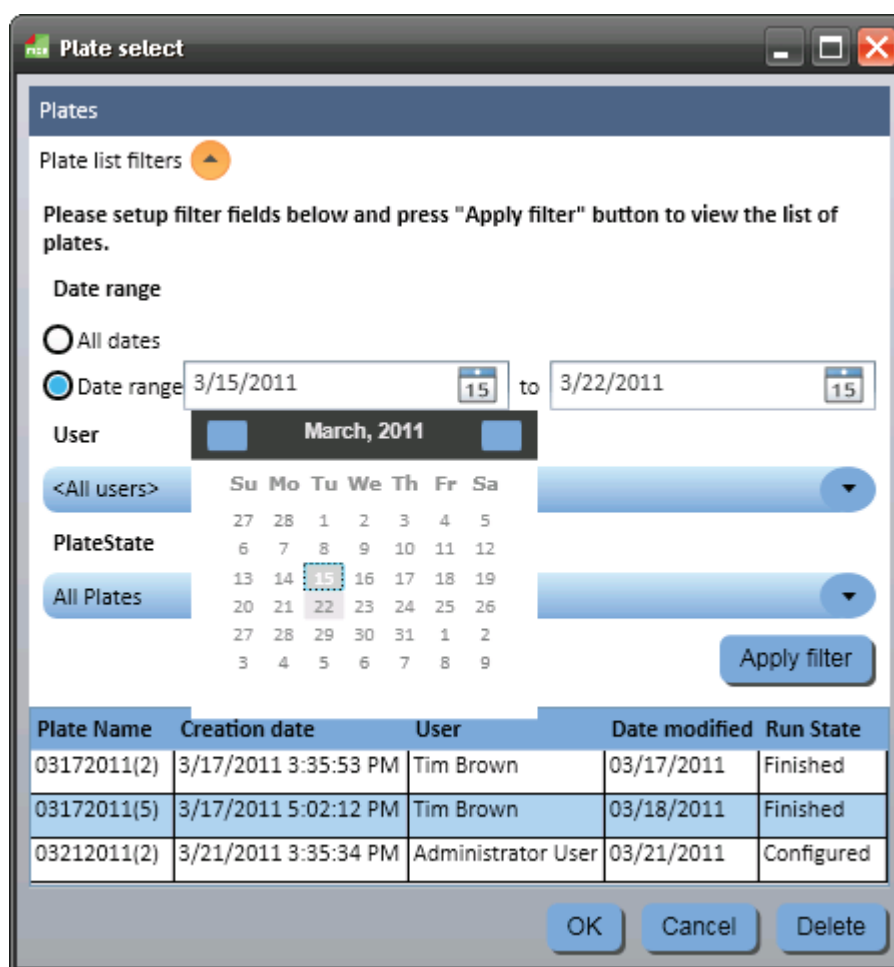 Plate select
Plates
Plate list filters
Please setup filter fields below and press "Apply filter" button to view the list of
plates.
Date range
All dates
Date range 3/15/2011 15 to 3/22/2011 15
User
March, 2011
<All users>
Su Mo Tu We Th Fr Sa
27 28 1 2 3 4 5
PlateState
6 7 8 9 10 11 12
13 14 15 16 17 18 19
All Plates
20 21 22 23 24 25 26
27 28 29 30 31 1 2
3 4 5 6 7 8 9
Apply filter
Plate Name Creation date User Date modified Run State
03172011(2) 3/17/2011 3:35:53 PM Tim Brown 03/17/2011 Finished
03172011(5) 3/17/2011 5:02:12 PM Tim Brown 03/18/2011 Finished
03212011(2) 3/21/2011 3:35:34 PM Administrator User 03/21/2011 Configured
OK Cancel Delete